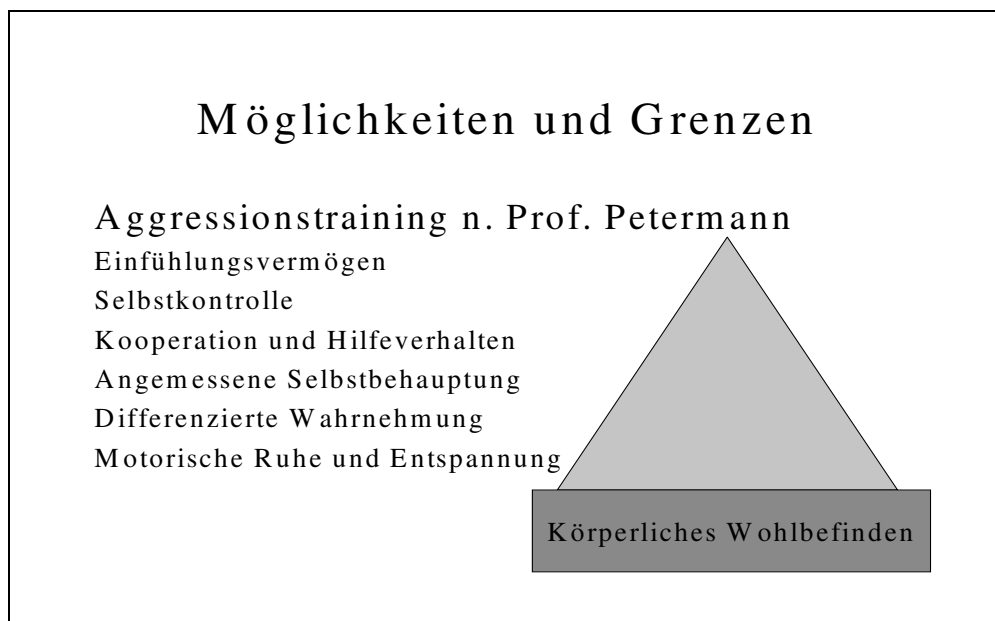 Möglichkeiten und Grenzen
Aggressionstraining n. Prof. Petermann
Einfühlungsvermögen
Selbstkontrolle
Kooperation und Hilfeverhalten
Angemessene Selbstbehauptung
Differenzierte Wahrnehmung
Motorische Ruhe und Entspannung
Körperliches Wohlbefinden